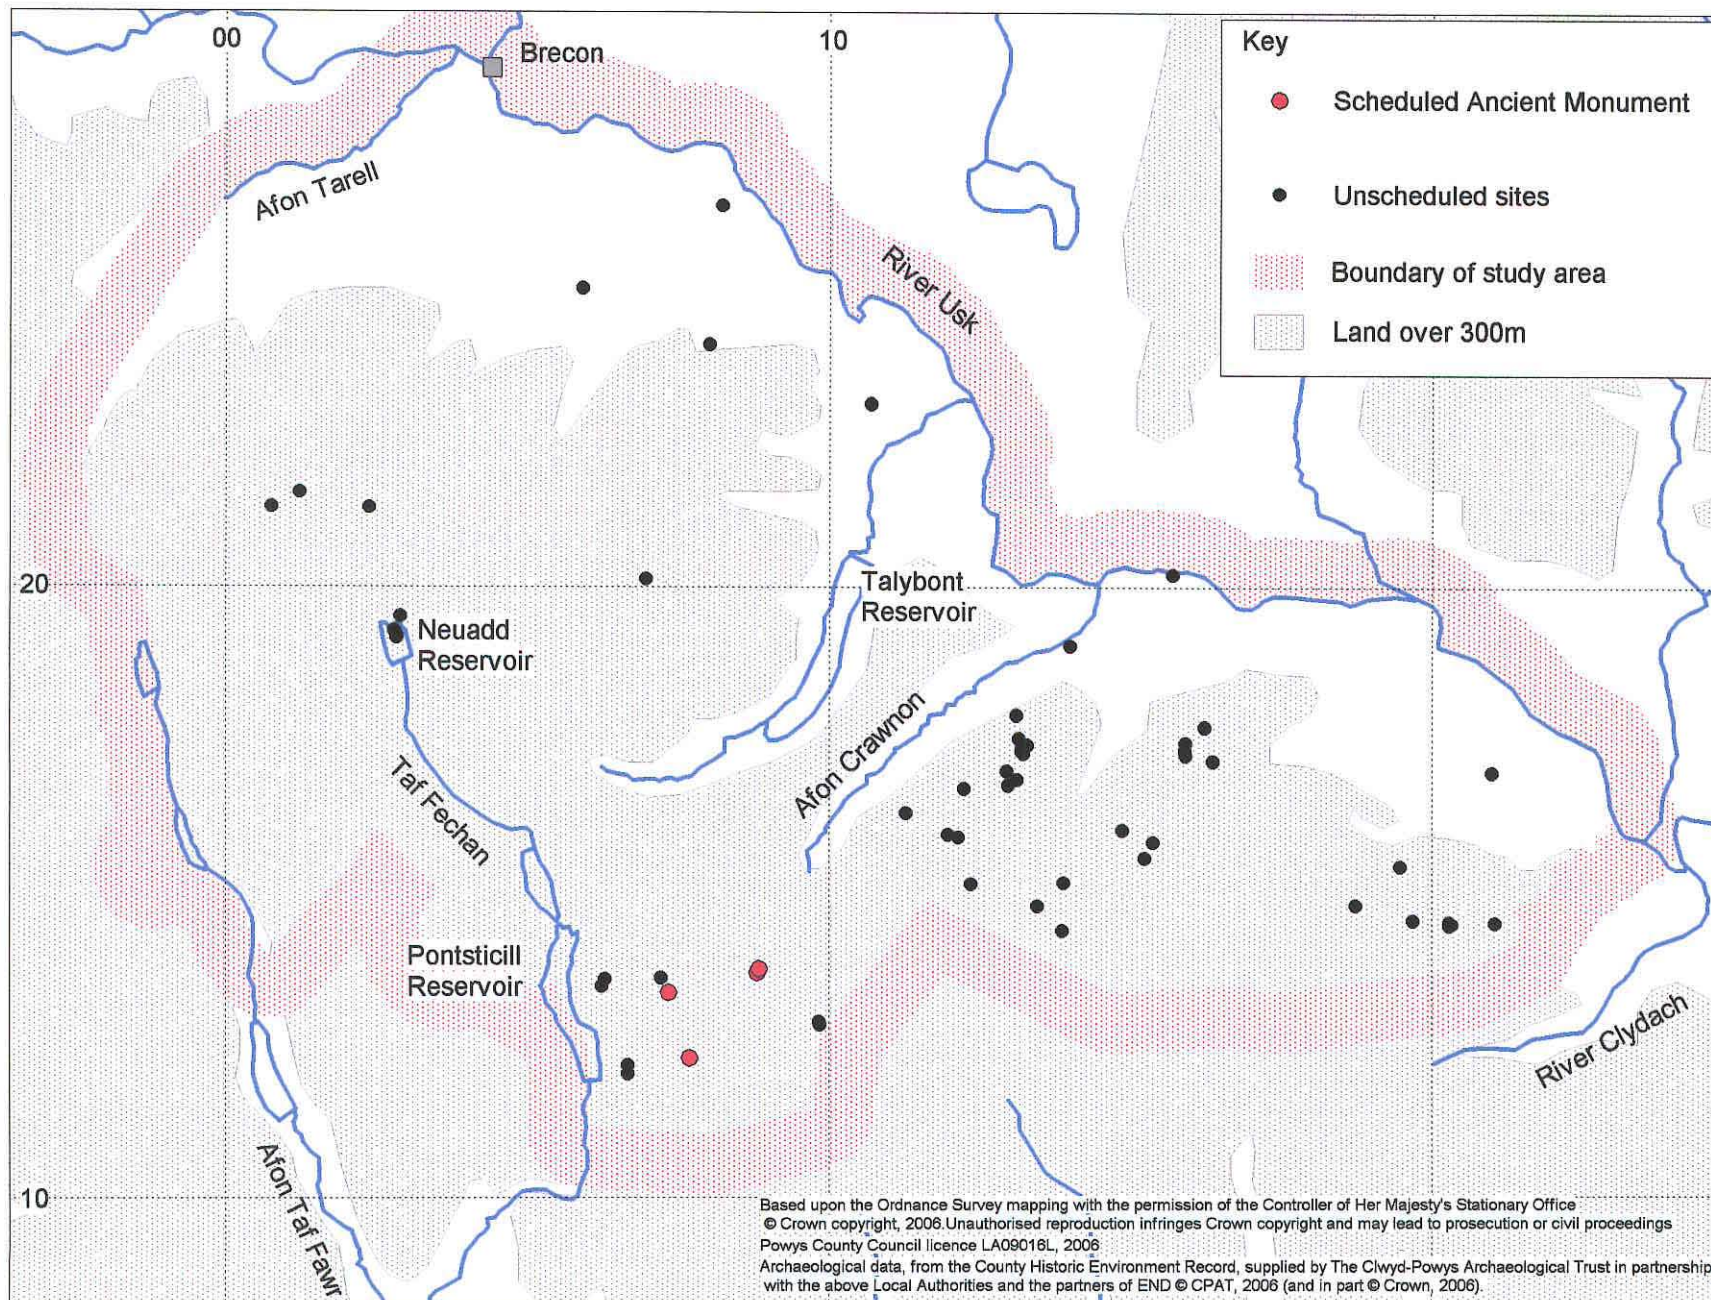 00
10
Brecon
Key
Scheduled Ancient Monument
Unscheduled sites
Boundary of study area
Land over 300m
Afon Tarell
River Usk
20
Talybont
Reservoir
Neuadd
Reservoir
Afon Crawnon
Taf Fechan
Pontsticill
Reservoir
River Clydach
Afon Taf Fawr
10
Based upon the Ordnance Survey mapping with the permission of the Controller of Her Majesty's Stationary Office
© Crown copyright, 2006.Unauthorised reproduction infringes Crown copyright and may lead to prosecution or civil proceedings
Powys County Council licence LA09016L, 2006
Archaeological data, from the County Historic Environment Record, supplied by The Clwyd-Powys Archaeological Trust in partnership
with the above Local Authorities and the partners of END © CPAT, 2006 (and in part © Crown, 2006).